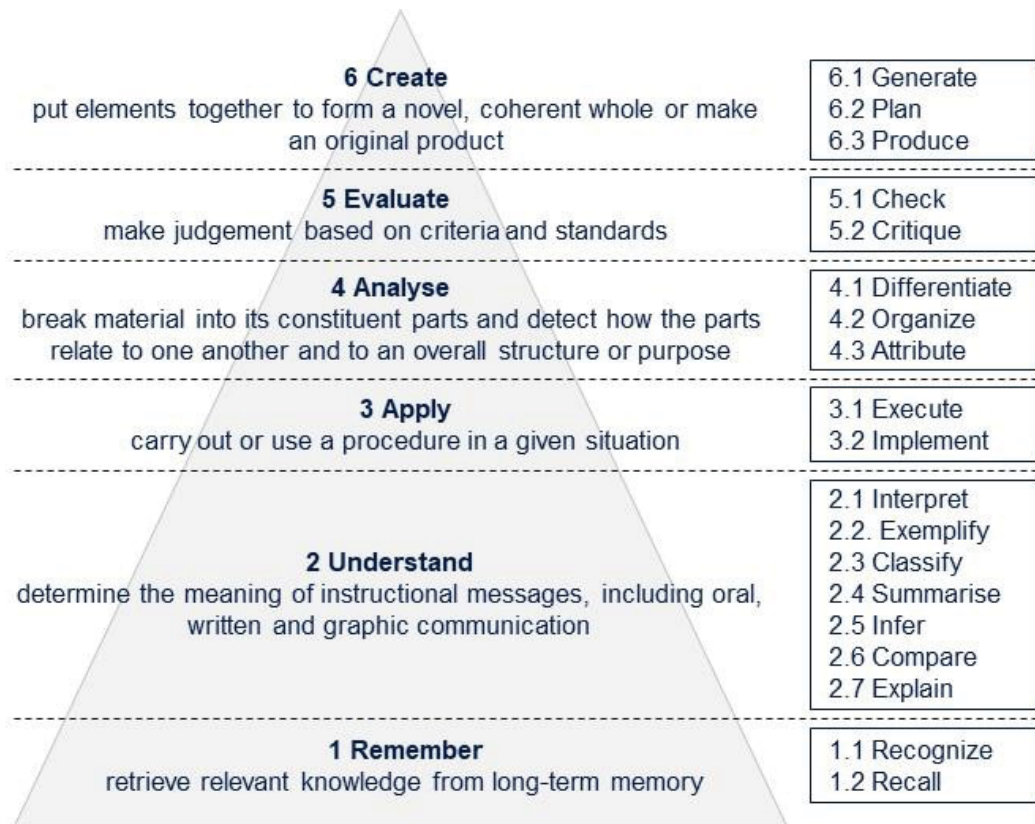 6 Create
put elements together to form a novel, coherent whole or make
an original product
6.1 Generate
6.2 Plan
6.3 Produce
5 Evaluate
make judgement based on criteria and standards
5.1 Check
5.2 Critique
4 Analyse
break material into its constituent parts and detect how the parts
relate to one another and to an overall structure or purpose
4.1 Differentiate
4.2 Organize
4.3 Attribute
3 Apply
carry out or use a procedure in a given situation
3.1 Execute
3.2 Implement
2 Understand
determine the meaning of instructional messages, including oral,
written and graphic communication
2.1 Interpret
2.2. Exemplify
2.3 Classify
2.4 Summarise
2.5 Infer
2.6 Compare
2.7 Explain
1 Remember
retrieve relevant knowledge from long-term memory
1.1 Recognize
1.2 Recall